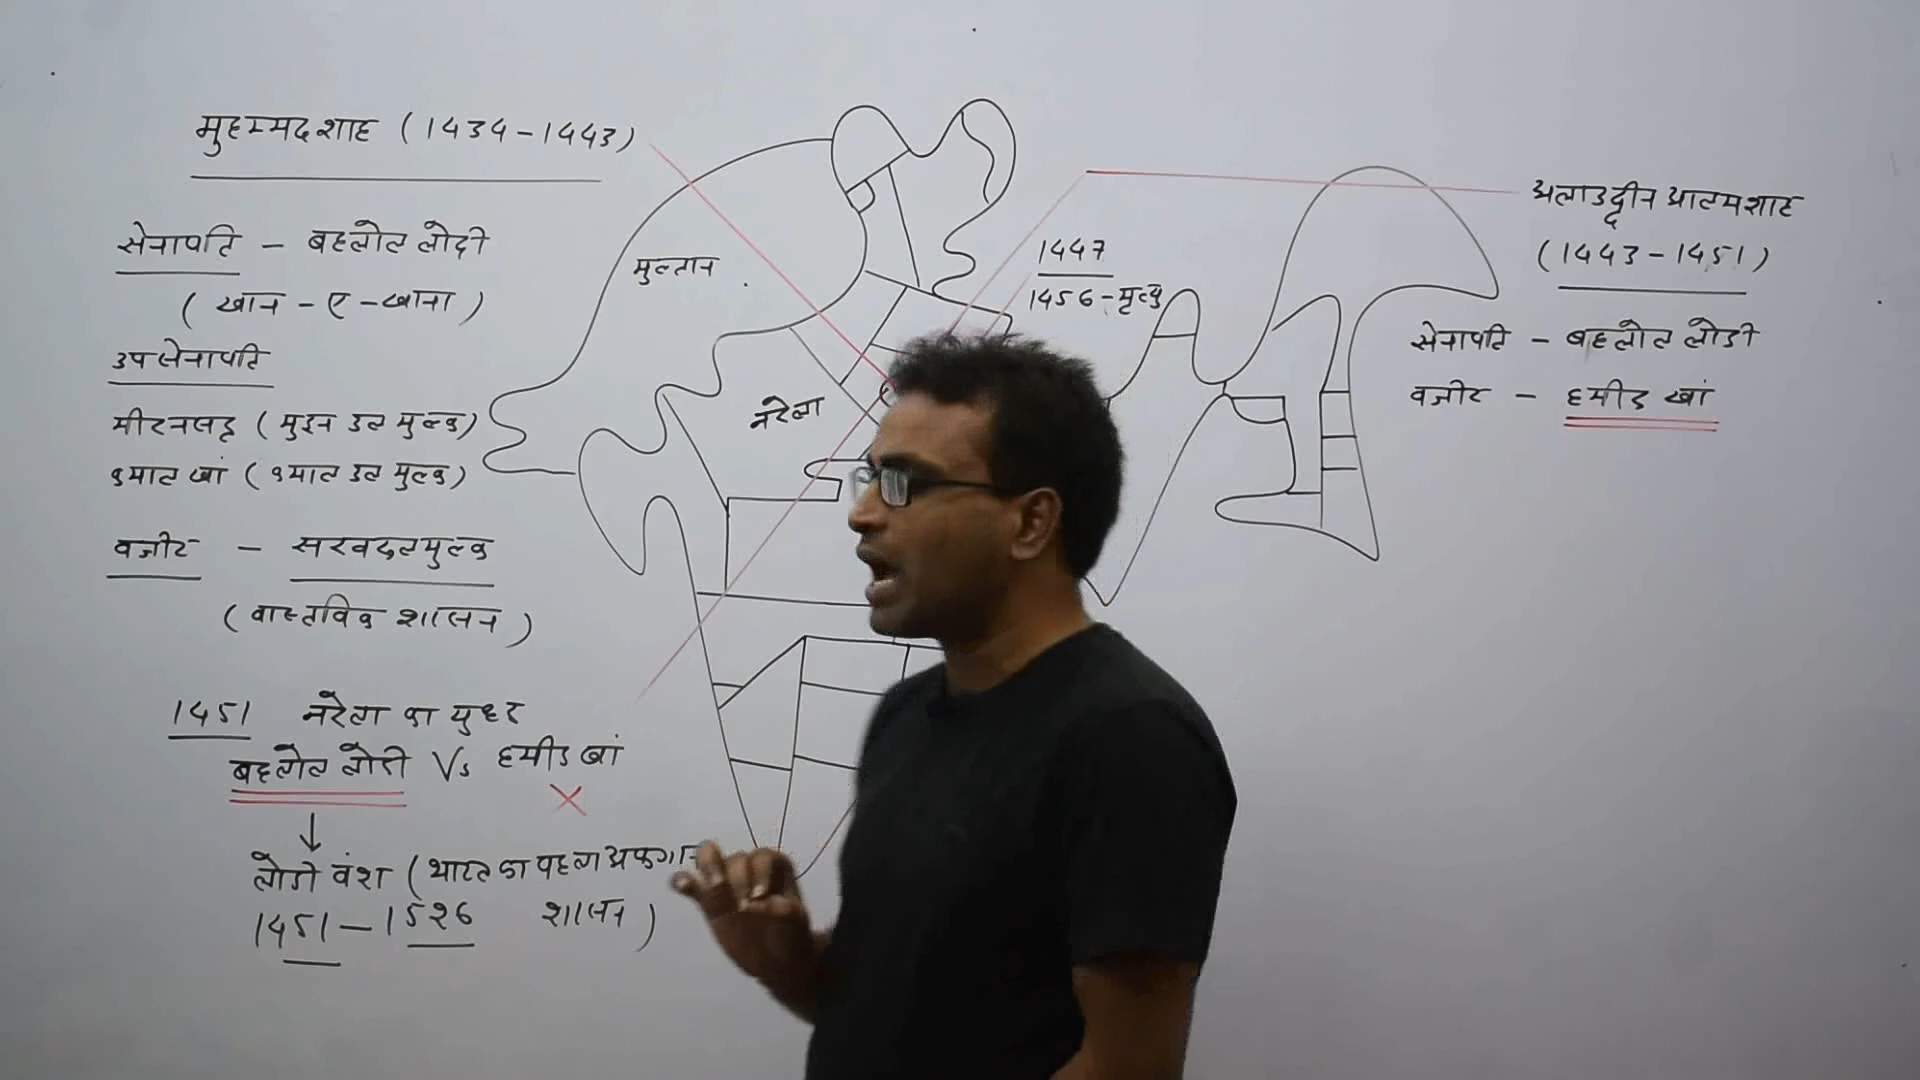 मुहम्मदशाह (1434-1443)
सेनापति - बहलोल लोदी
(खान-ए-खाना)
उपसेनापति
मीरनसद्र (मुइन उल मुल्क)
कमाल खां (कमाल उल मुल्क)
वजीर - सरवदलमुल्क
(वास्तविक शासन)
1451 नरेला का युध्द
बहलोल लोदी Vs हमीद खां
लोदी वंश (भारत का पहला अफगान
1451-1526 शासन)
मुल्तान
नरेला
1447
1456-मृत्यु
अलाउद्दीन आलमशाह
(1443-1451)
सेनापति - बहलोल लोदी
वजीर - हमीद खां